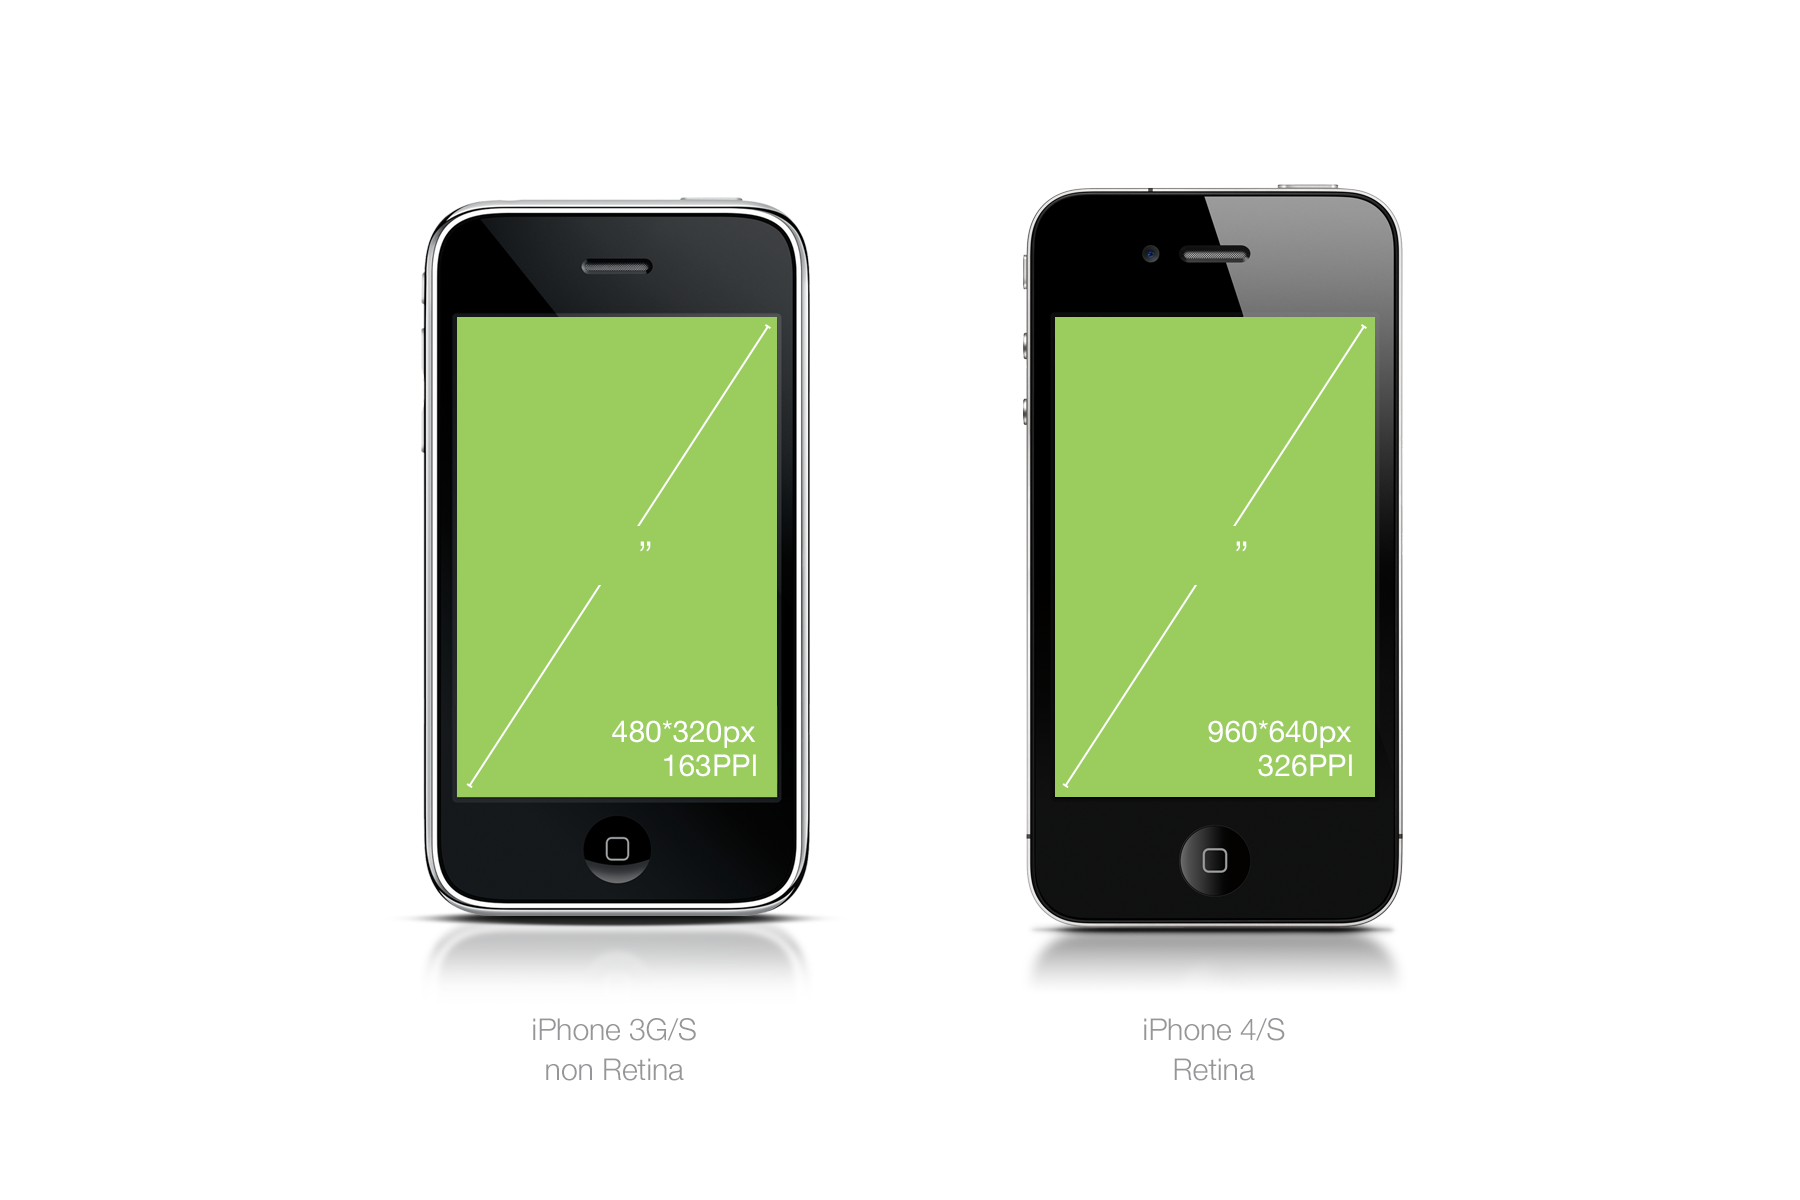 ”
480*320px
163PPI
”
960*640px
326PPI
iPhone 3G/S
non Retina
iPhone 4/S
Retina